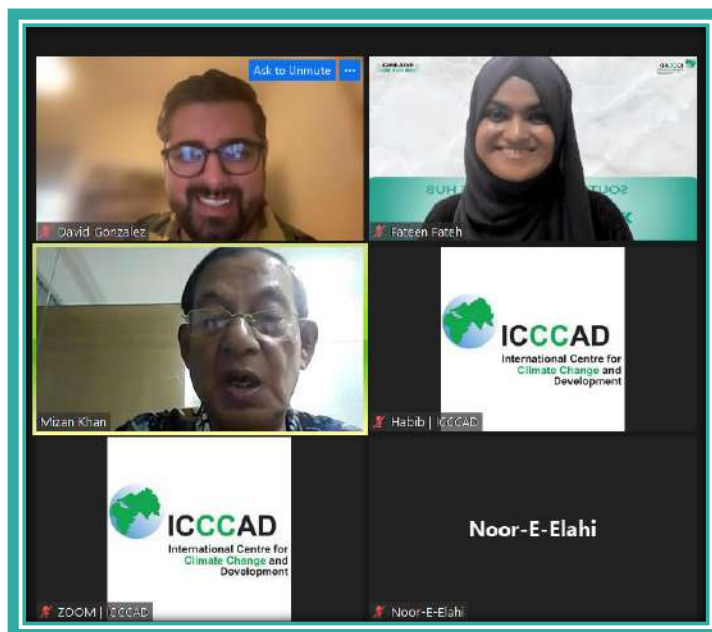 Ask to Unmute ...
David Gonzalez
Fateen Fateh
Mizan Khan
ICCCAD
International Centre for
Climate Change and
Development
Habib | ICCCAD
ICCCAD
International Centre for
Climate Change and
Development
ZOOM | ICCCAD
Noor-E-Elahi
Noor-E-Elahi